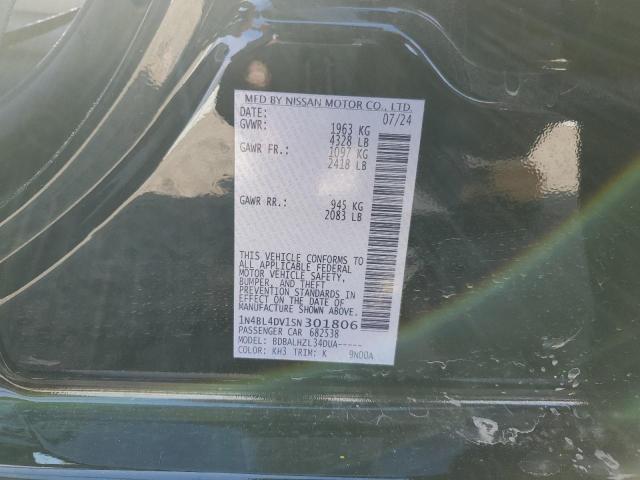 MFD BY NISSAN MOTOR CO., LTD.
DATE: 07/24
GVWR: 1963 KG
4328 LB
GAWR FR.: 1097 KG
2418 LB
GAWR RR.: 945 KG
2083 LB
THIS VEHICLE CONFORMS TO
ALL APPLICABLE FEDERAL
MOTOR VEHICLE SAFETY,
BUMPER, AND THEFT
PREVENTION STANDARDS IN
EFFECT ON THE DATE OF
MANUFACTURE SHOWN ABOVE.
1N4BL4DV1SN301806
PASSENGER CAR 682538
MODEL: BDBALHZL34DUA-----
COLOR: KH3 TRIM: K 9N00A